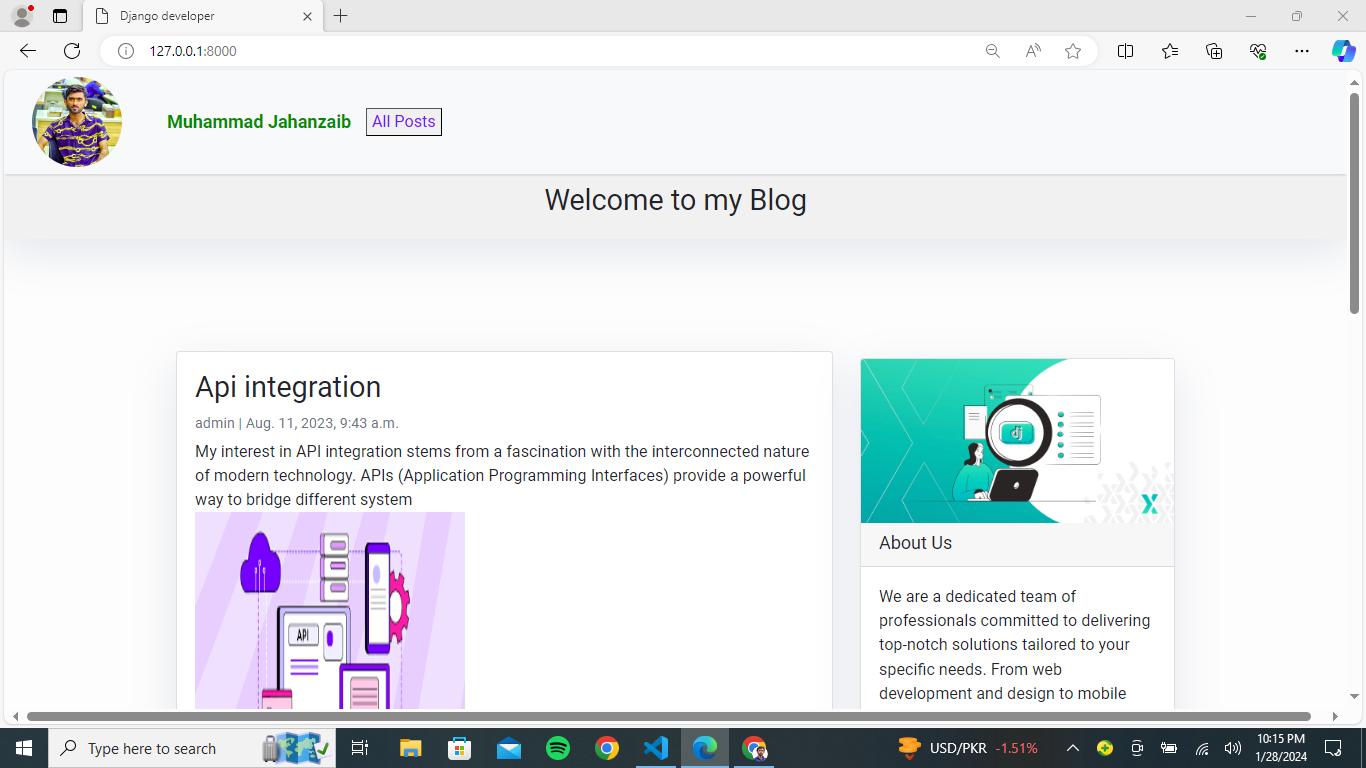 Django developer
127.0.0.1:8000
Muhammad Jahanzaib
All Posts
Welcome to my Blog
Api integration
admin | Aug. 11, 2023, 9:43 a.m.
My interest in API integration stems from a fascination with the interconnected nature
of modern technology. APIs (Application Programming Interfaces) provide a powerful
way to bridge different system
API
dj
About Us
We are a dedicated team of
professionals committed to delivering
top-notch solutions tailored to your
specific needs. From web
development and design to mobile
Type here to search
USD/PKR -1.51%
10:15 PM
1/28/2024